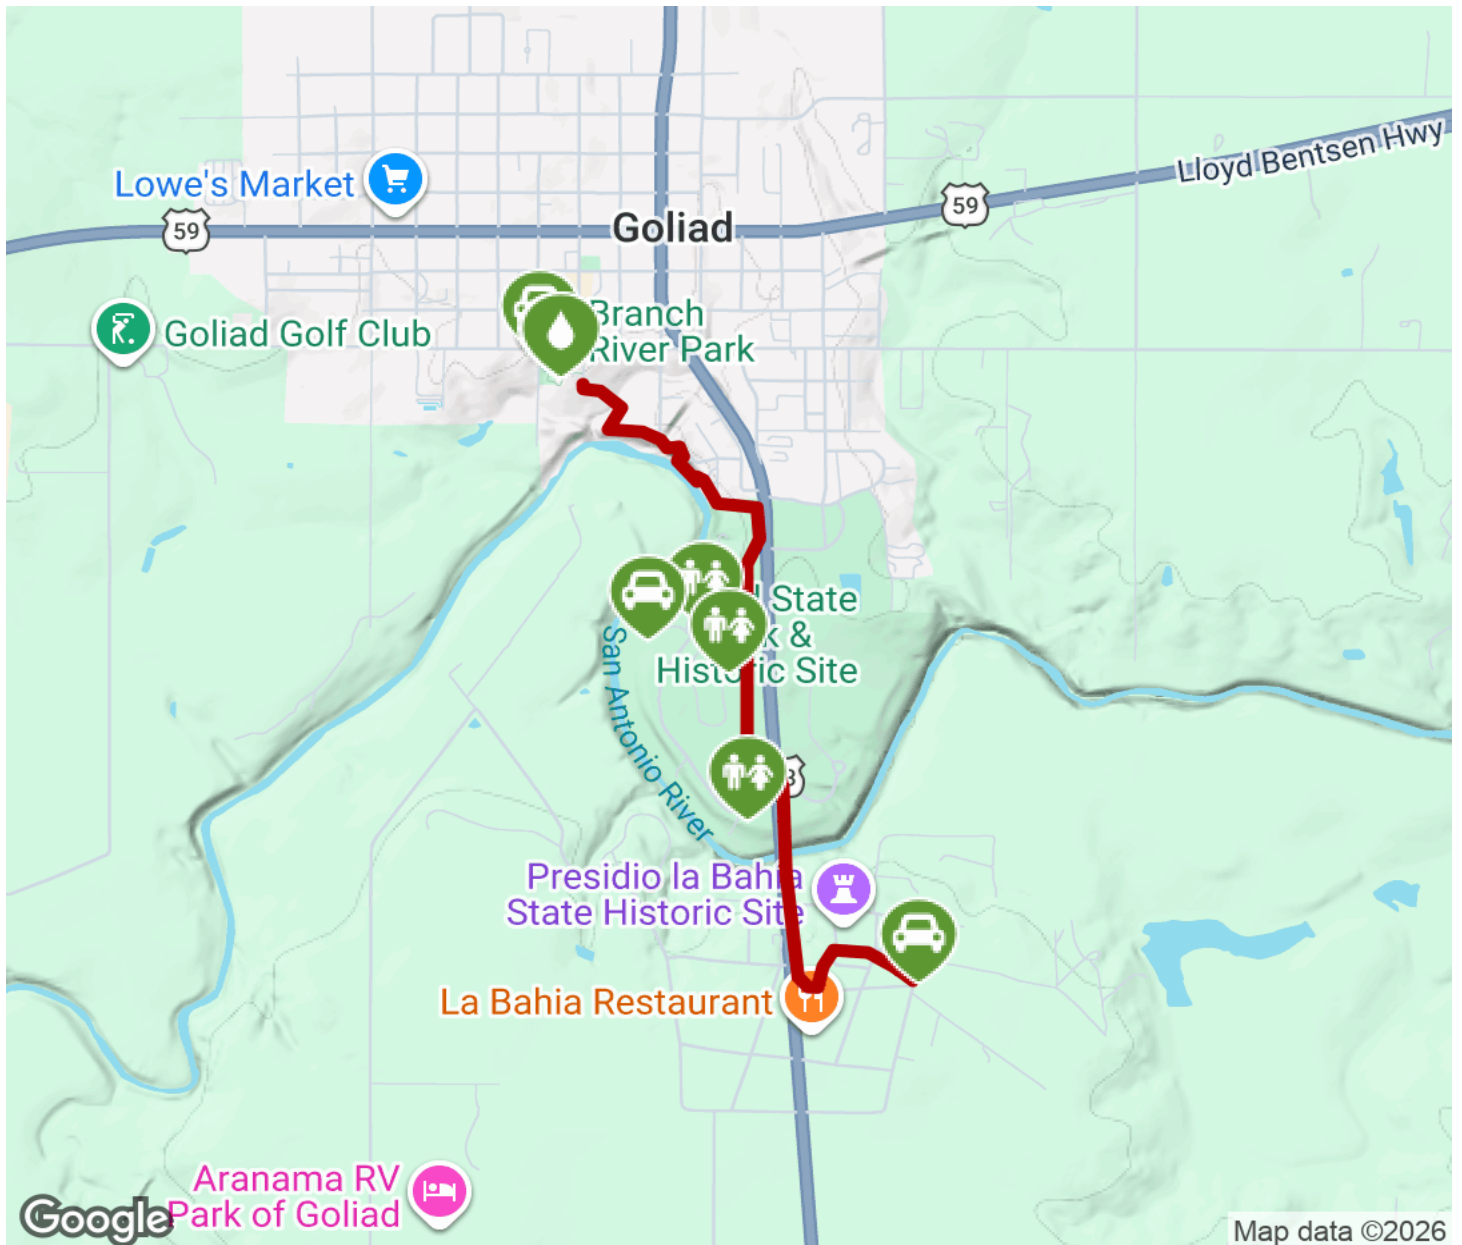 Lloyd Bentsen Hwy
Lowe's Market
59
59
Goliad
Branch
River Park
Goliad Golf Club
State
&
Historic Site
San Antonio River
Presidio la Bahia
State Historic Site
La Bahia Restaurant
Aranama RV
Park of Goliad
Google
Map data ©2026